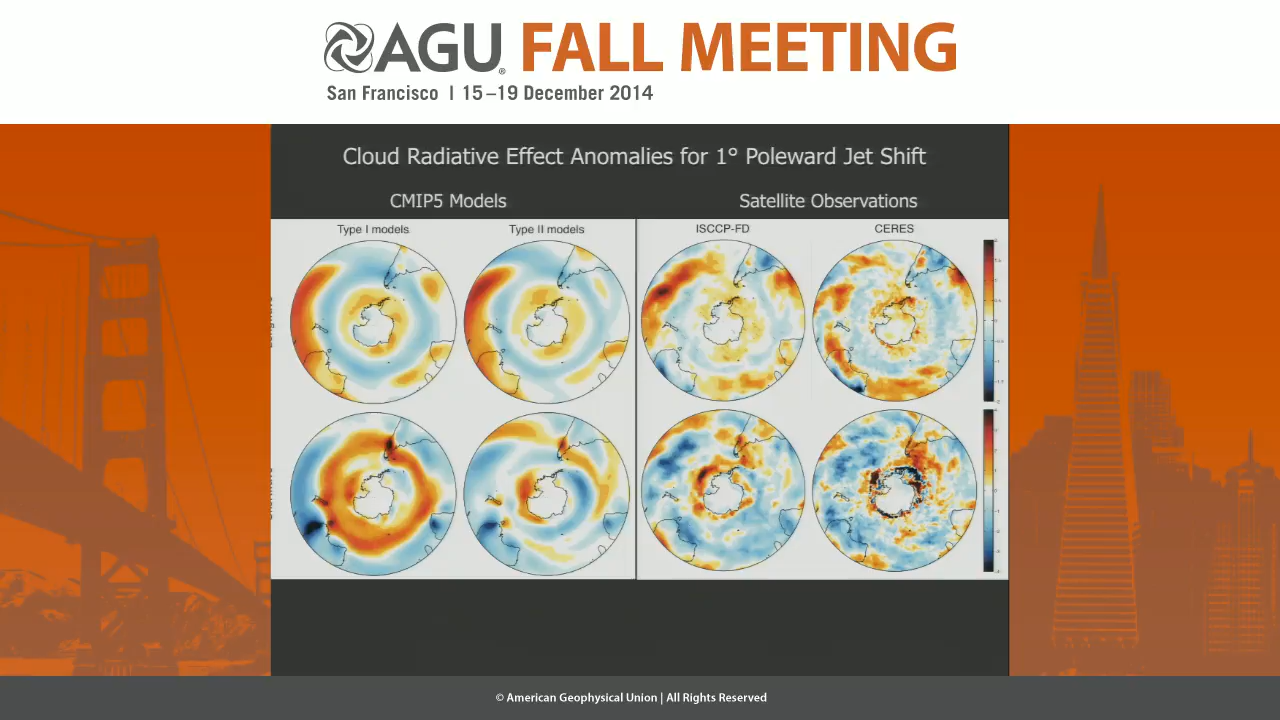 AGU FALL MEETING
San Francisco | 15–19 December 2014
Cloud Radiative Effect Anomalies for 1° Poleward Jet Shift
CMIP5 Models
Satellite Observations
Type I models
Type II models
ISCCP-FD
CERES
© American Geophysical Union | All Rights Reserved